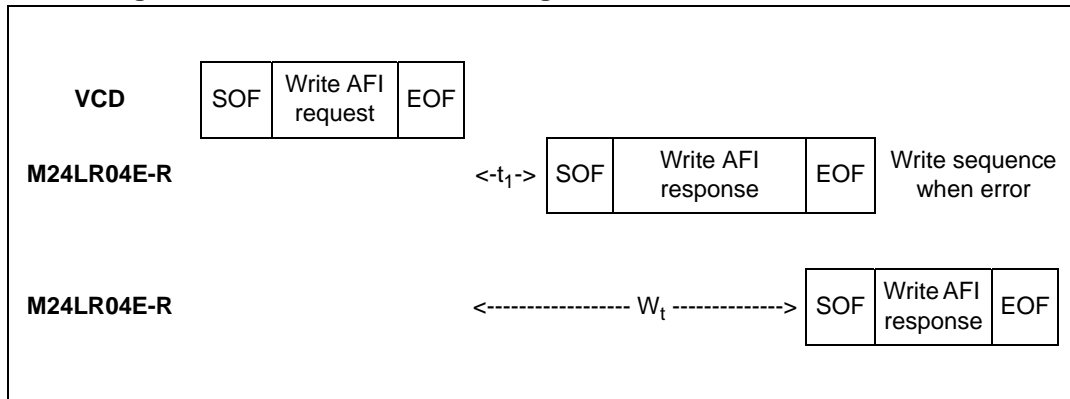 VCD SOF Write AFI request EOF
M24LR04E-R <-t1-> SOF Write AFI response EOF Write sequence when error
M24LR04E-R <------------------ Wt --------------> SOF Write AFI response EOF